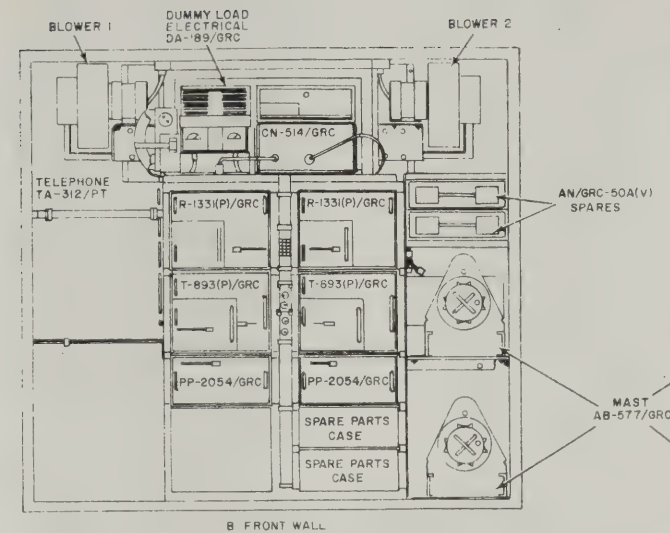 BLOWER 1
DUMMY LOAD
ELECTRICAL
DA-189/GRC
BLOWER 2
CN-514/GRC
TELEPHONE
TA-312/PT
R-1331(P)/GRC
R-1331(P)/GRC
AN/GRC-50A(V)
SPARES
T-893(P)/GRC
T-893(P)/GRC
PP-2054/GRC
PP-2054/GRC
MAST
AB-577/GRC
SPARE PARTS
CASE
SPARE PARTS
CASE
B FRONT WALL